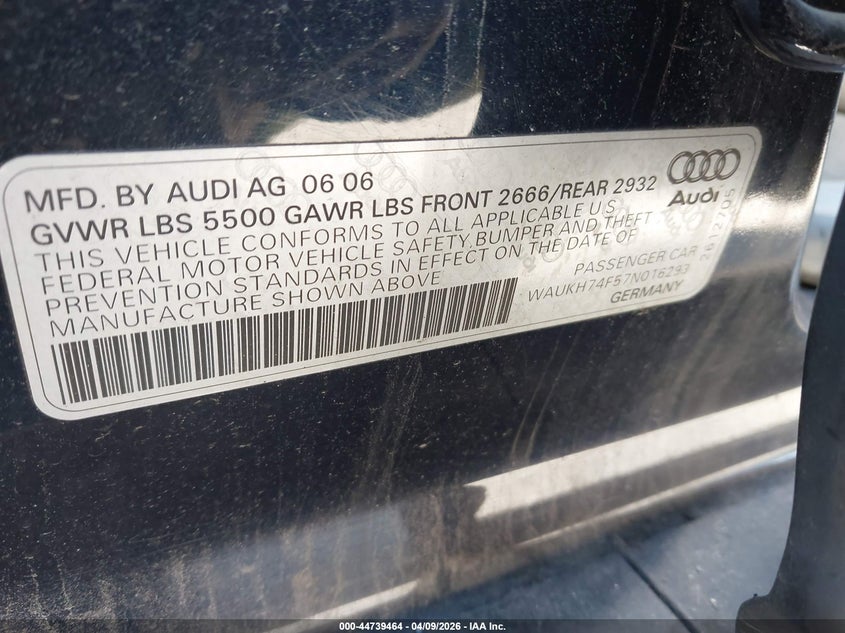 MFD. BY AUDI AG 06 06
GVWR LBS 5500 GAWR LBS FRONT 2666/REAR 2932
THIS VEHICLE CONFORMS TO ALL APPLICABLE U.S.
FEDERAL MOTOR VEHICLE SAFETY, BUMPER AND THEFT
PREVENTION STANDARDS IN EFFECT ON THE DATE OF
MANUFACTURE SHOWN ABOVE
PASSENGER CAR
WAUKH74F57N016293
GERMANY
Audi
000-44739464 - 04/09/2026 - IAA Inc.